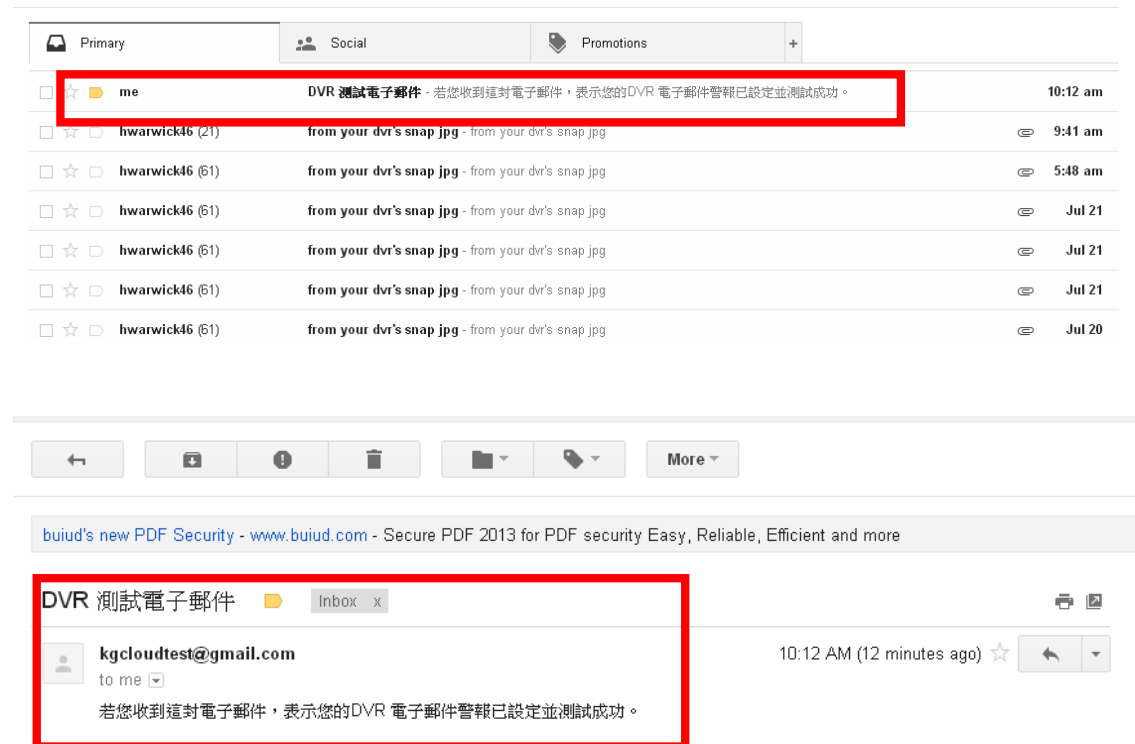 Primary Social Promotions +
me DVR 測試電子郵件 - 若您收到這封電子郵件，表示您的DVR 電子郵件警報已設定並測試成功。 10:12 am
hwarwick46 (21) from your dvr's snap jpg - from your dvr's snap jpg 9:41 am
hwarwick46 (61) from your dvr's snap jpg - from your dvr's snap jpg 5:48 am
hwarwick46 (61) from your dvr's snap jpg - from your dvr's snap jpg Jul 21
hwarwick46 (61) from your dvr's snap jpg - from your dvr's snap jpg Jul 21
hwarwick46 (61) from your dvr's snap jpg - from your dvr's snap jpg Jul 21
hwarwick46 (61) from your dvr's snap jpg - from your dvr's snap jpg Jul 20
More
buiud's new PDF Security - www.buiud.com - Secure PDF 2013 for PDF security Easy, Reliable, Efficient and more
DVR 測試電子郵件 Inbox x
kgcloudtest@gmail.com 10:12 AM (12 minutes ago)
to me
若您收到這封電子郵件，表示您的DVR 電子郵件警報已設定並測試成功。